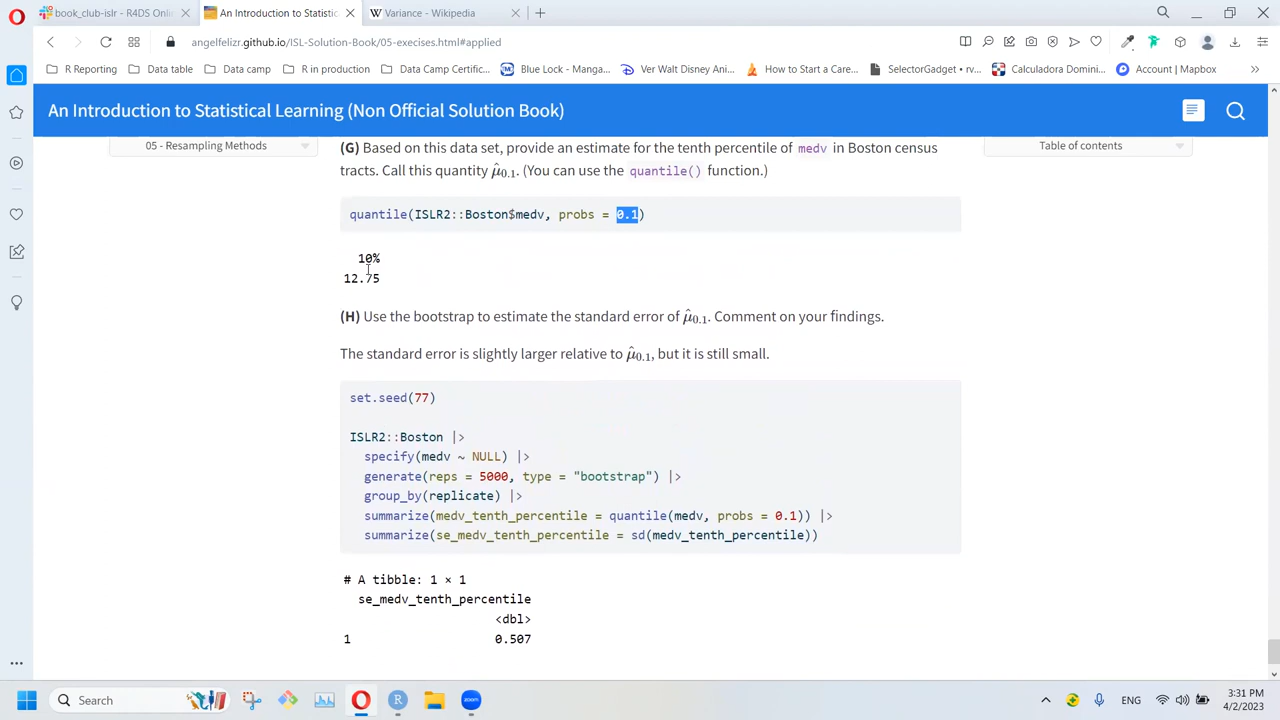 book_club-islr - R4DS Onli
An Introduction to Statistic
Variance - Wikipedia
angelfelizr.github.io/ISL-Solution-Book/05-execises.html#applied
R Reporting
Data table
Data camp
R in production
Data Camp Certific...
Blue Lock - Manga...
Ver Walt Disney Ani...
How to Start a Care...
SelectorGadget • rv...
Calculadora Domini...
Account | Mapbox
An Introduction to Statistical Learning (Non Official Solution Book)
05 - Resampling Methods
Table of contents
(G) Based on this data set, provide an estimate for the tenth percentile of medv in Boston census
tracts. Call this quantity μ̂0.1. (You can use the quantile() function.)
quantile(ISLR2::Boston$medv, probs = 0.1)
10%
12.75
(H) Use the bootstrap to estimate the standard error of μ̂0.1. Comment on your findings.
The standard error is slightly larger relative to μ̂0.1, but it is still small.
set.seed(77)
ISLR2::Boston |>
specify(medv ~ NULL) |>
generate(reps = 5000, type = "bootstrap") |>
group_by(replicate) |>
summarize(medv_tenth_percentile = quantile(medv, probs = 0.1)) |>
summarize(se_medv_tenth_percentile = sd(medv_tenth_percentile))
# A tibble: 1 × 1
se_medv_tenth_percentile
<dbl>
1 0.507
Search
ENG
3:31 PM
4/2/2023